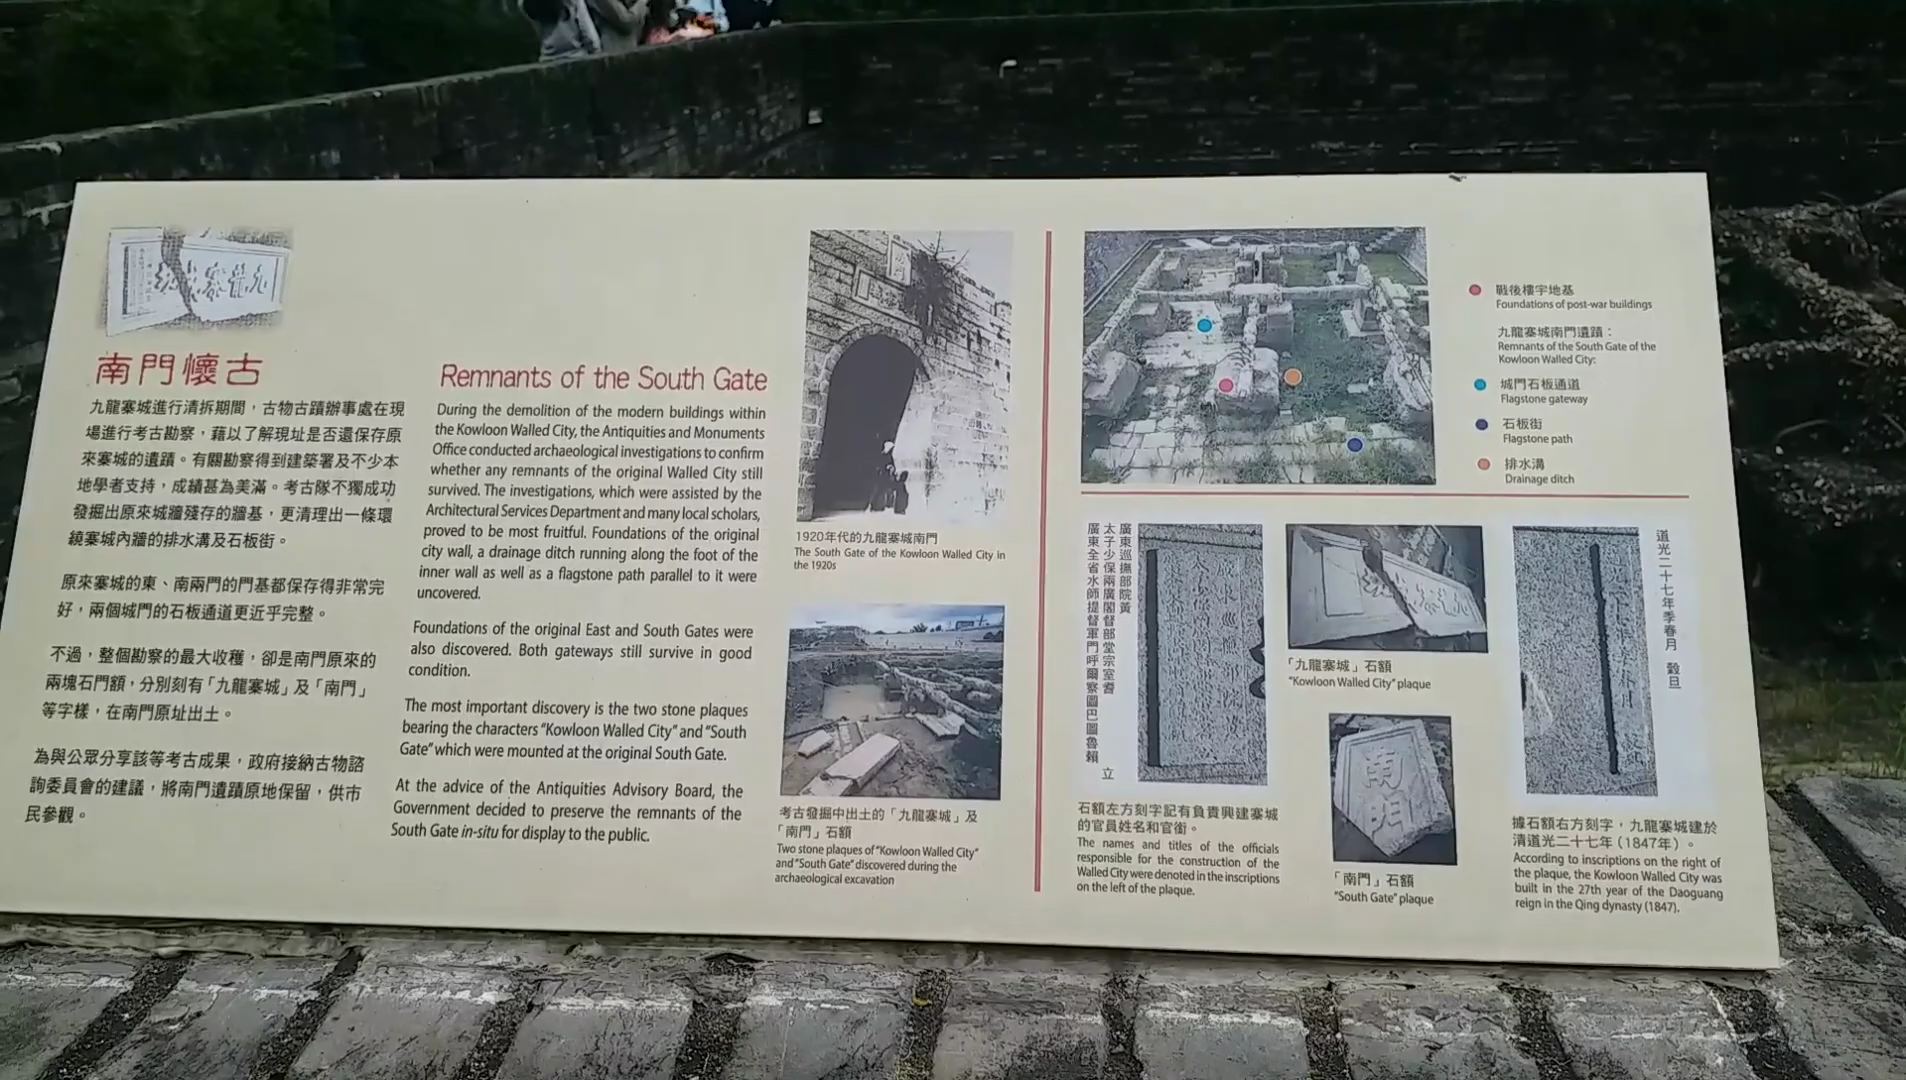 南門懷古
九龍寨城進行清拆期間，古物古蹟辦事處在現
場進行考古勘察，藉以了解現址是否還保存原
來寨城的遺蹟。有關勘察得到建築署及不少本
地學者支持，成績甚為美滿。考古隊不獨成功
發掘出原來城牆殘存的牆基，更清理出一條環
繞寨城內牆的排水溝及石板街。
原來寨城的東、南兩門的門基都保存得非常完
好，兩個城門的石板通道更近乎完整。
不過，整個勘察的最大收穫，卻是南門原來的
兩塊石門額，分別刻有「九龍寨城」及「南門」
等字樣，在南門原址出土。
為與公眾分享該等考古成果，政府接納古物諮
詢委員會的建議，將南門遺蹟原地保留，供市
民參觀。
Remnants of the South Gate
During the demolition of the modern buildings within
the Kowloon Walled City, the Antiquities and Monuments
Office conducted archaeological investigations to confirm
whether any remnants of the original Walled City still
survived. The investigations, which were assisted by the
Architectural Services Department and many local scholars,
proved to be most fruitful. Foundations of the original
city wall, a drainage ditch running along the foot of the
inner wall as well as a flagstone path parallel to it were
uncovered.
Foundations of the original East and South Gates were
also discovered. Both gateways still survive in good
condition.
The most important discovery is the two stone plaques
bearing the characters “Kowloon Walled City” and “South
Gate” which were mounted at the original South Gate.
At the advice of the Antiquities Advisory Board, the
Government decided to preserve the remnants of the
South Gate in-situ for display to the public.
1920年代的九龍寨城南門
The South Gate of the Kowloon Walled City in
the 1920s
考古發掘中出土的「九龍寨城」及
「南門」石額
Two stone plaques of “Kowloon Walled City”
and “South Gate” discovered during the
archaeological excavation
戰後樓宇地基
Foundations of post-war buildings
九龍寨城南門遺蹟：
Remnants of the South Gate of the
Kowloon Walled City:
城門石板通道
Flagstone gateway
石板街
Flagstone path
排水溝
Drainage ditch
廣東巡撫部院黃
太子少保兩廣閣督部堂宗室耆
廣東全省水師提督軍門呼爾察圖巴圖魯賴
立
石額左方刻字記有負責興建寨城
的官員姓名和官銜。
The names and titles of the officials
responsible for the construction of the
Walled City were denoted in the inscriptions
on the left of the plaque.
「九龍寨城」石額
“Kowloon Walled City” plaque
南門
「南門」石額
“South Gate” plaque
道光二十七年季春月 穀旦
據石額右方刻字，九龍寨城建於
清道光二十七年（1847年）。
According to inscriptions on the right of
the plaque, the Kowloon Walled City was
built in the 27th year of the Daoguang
reign in the Qing dynasty (1847).